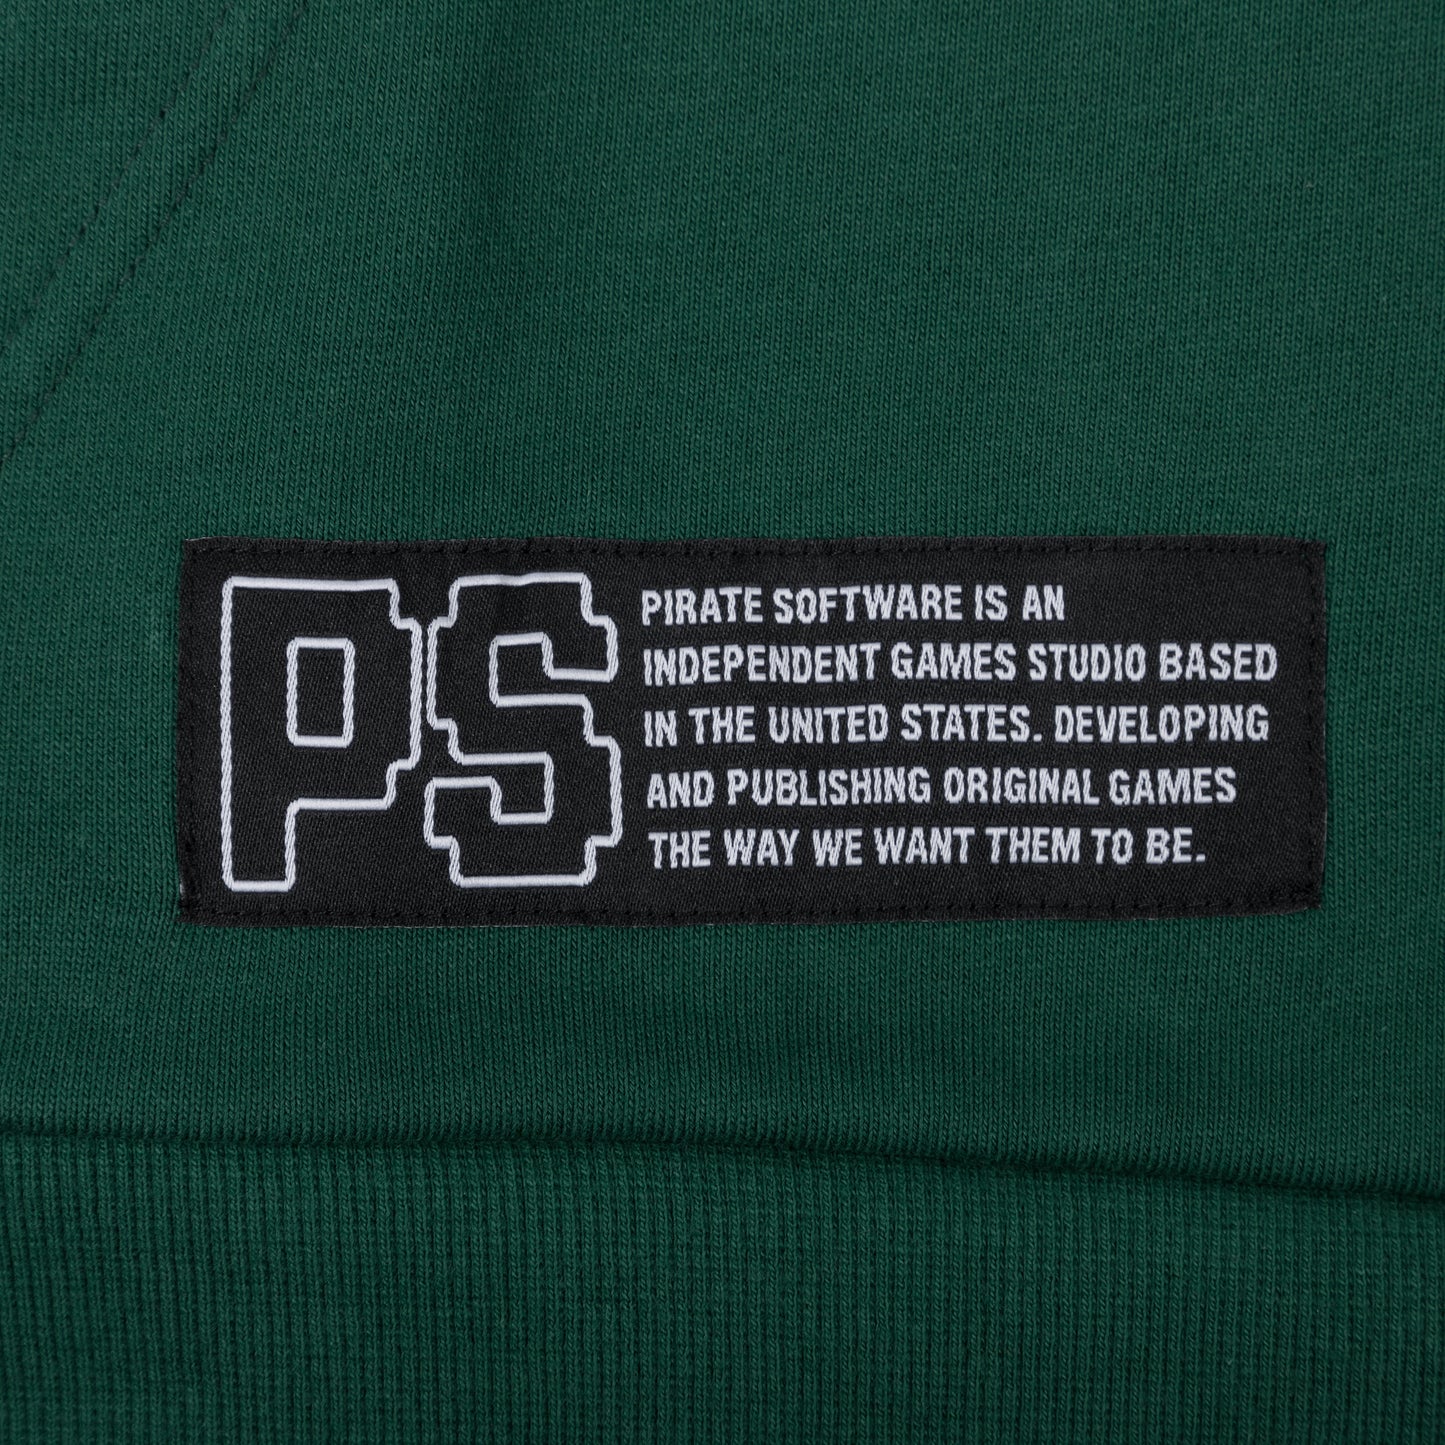 PS
PIRATE SOFTWARE IS AN
INDEPENDENT GAMES STUDIO BASED
IN THE UNITED STATES. DEVELOPING
AND PUBLISHING ORIGINAL GAMES
THE WAY WE WANT THEM TO BE.